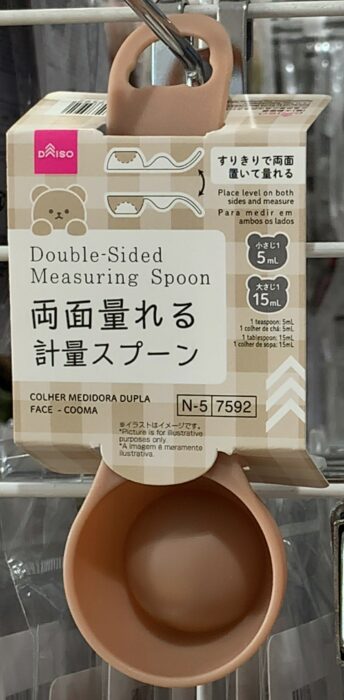 DAISO
すりきりで両面
置いて量れる
Place level on both
sides and measure
Para medir em
ambos os lados
小さじ1
5mL
大さじ1
15mL
1 teaspoon: 5mL
1 colher de chá: 5mL
1 tablespoon: 15mL
1 colher de sopa: 15mL
Double-Sided
Measuring Spoon
両面量れる
計量スプーン
COLHER MEDIDORA DUPLA
FACE - COOMA
N-5 7592
※イラストはイメージです。
*Picture is for illustrative
purposes only.
*A imagem é meramente
ilustrativa.